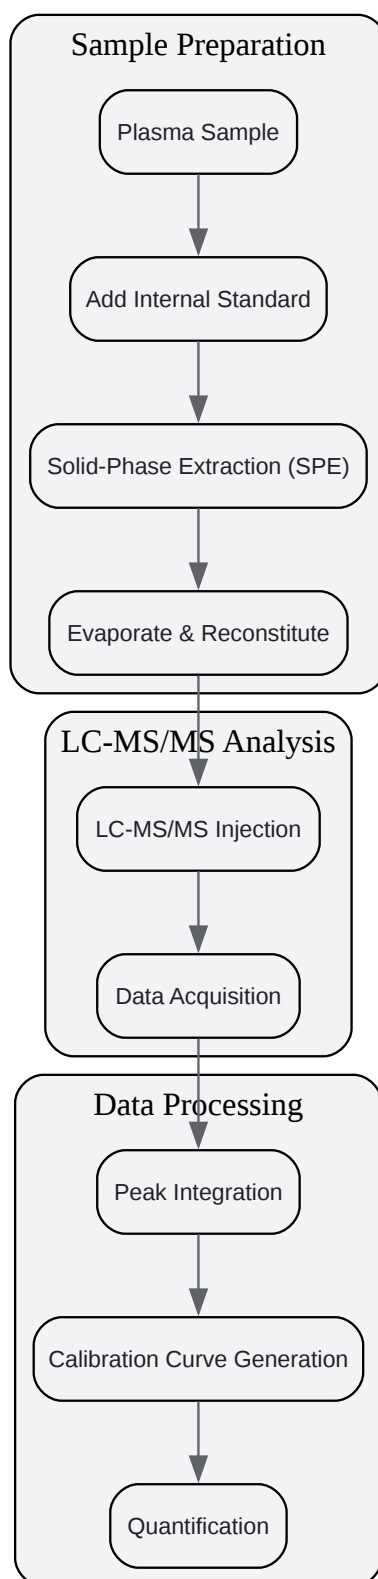 Sample Preparation
Plasma Sample
Add Internal Standard
Solid-Phase Extraction (SPE)
Evaporate & Reconstitute
LC-MS/MS Analysis
LC-MS/MS Injection
Data Acquisition
Data Processing
Peak Integration
Calibration Curve Generation
Quantification